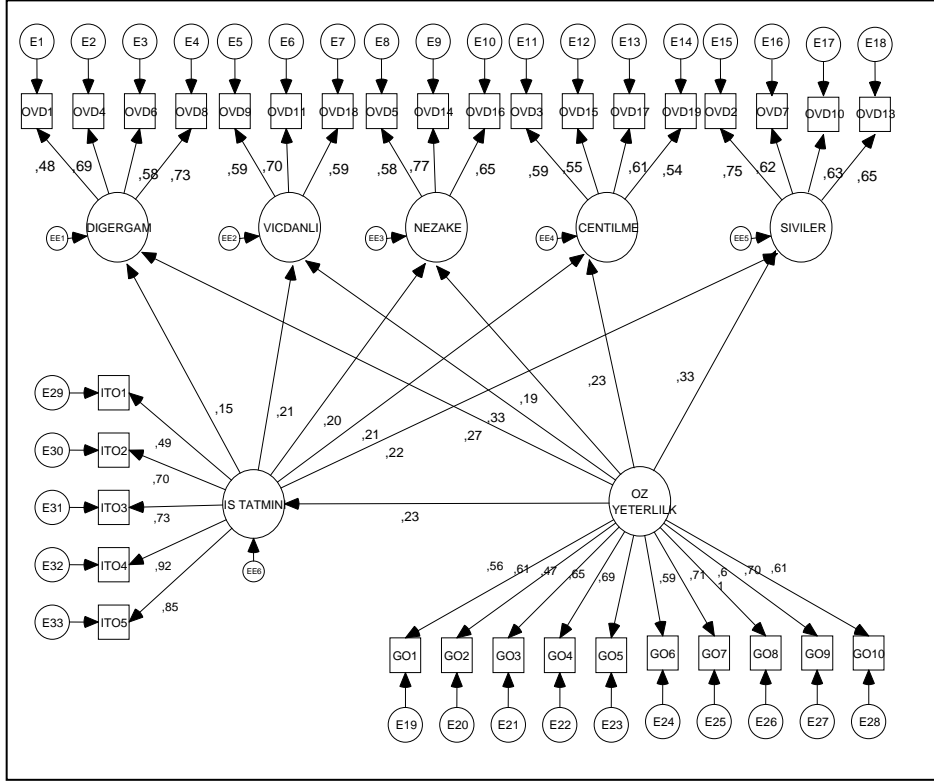 E1 E2 E3 E4 E5 E6 E7 E8 E9 E10 E11 E12 E13 E14 E15 E16 E17 E18
OVD1 OVD4 OVD6 OVD8 OVD9 OVD11 OVD18 OVD5 OVD14 OVD16 OVD3 OVD15 OVD17 OVD19 OVD2 OVD7 OVD10 OVD13
,48 ,69 ,58 ,73 ,59 ,70 ,59 ,58 ,77 ,65 ,59 ,55 ,61 ,54 ,75 ,62 ,63 ,65
EE1 DIGERGAM EE2 VICDANLI EE3 NEZAKE EE4 CENTILME EE5 SIVILER
,15 ,21 ,20 ,21 ,22 ,33 ,27 ,19 ,23 ,33
E29 ITO1 ,49
E30 ITO2 ,70
E31 ITO3 ,73
E32 ITO4 ,92
E33 ITO5 ,85
IS TATMIN
EE6
,23
OZ
YETERLILK
,56 ,61 ,47 ,65 ,69 ,59 ,71 ,6 ,70 ,61
1
GO1 GO2 GO3 GO4 GO5 GO6 GO7 GO8 GO9 GO10
E19 E20 E21 E22 E23 E24 E25 E26 E27 E28